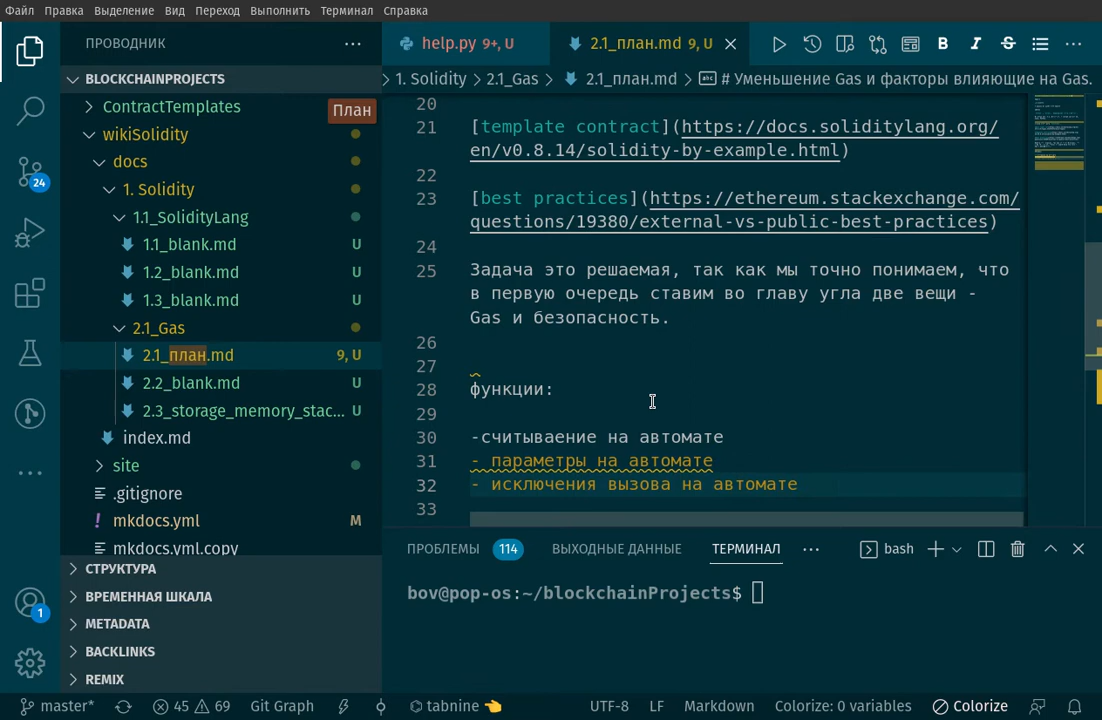 Файл Правка Выделение Вид Переход Выполнить Терминал Справка
ПРОВОДНИК ...
help.py 9+, U
2.1_план.md 9, U
B I S ...
BLOCKCHAINPROJECTS
1. Solidity > 2.1_Gas > 2.1_план.md > abc # Уменьшение Gas и факторы влияющие на Gas.
ContractTemplates
План
wikiSolidity
docs
1. Solidity
1.1_SolidityLang
1.1_blank.md U
1.2_blank.md U
1.3_blank.md U
2.1_Gas
2.1_план.md 9, U
2.2_blank.md U
2.3_storage_memory_stac... U
index.md
site
.gitignore
! mkdocs.yml M
mkdocs.yml.copy
СТРУКТУРА
ВРЕМЕННАЯ ШКАЛА
METADATA
BACKLINKS
REMIX
24
1
20
21 [template contract](https://docs.soliditylang.org/
en/v0.8.14/solidity-by-example.html)
22
23 [best practices](https://ethereum.stackexchange.com/
questions/19380/external-vs-public-best-practices)
24
25 Задача это решаемая, так как мы точно понимаем, что
в первую очередь ставим во главу угла две вещи -
Gas и безопасность.
26
27
28 функции:
29
30 -считываение на автомате
31 - параметры на автомате
32 - исключения вызова на автомате
33
ПРОБЛЕМЫ 114 ВЫХОДНЫЕ ДАННЫЕ ТЕРМИНАЛ ... bash
bov@pop-os:~/blockchainProjects$
master* 45 69 Git Graph tabnine UTF-8 LF Markdown Colorize: 0 variables Colorize